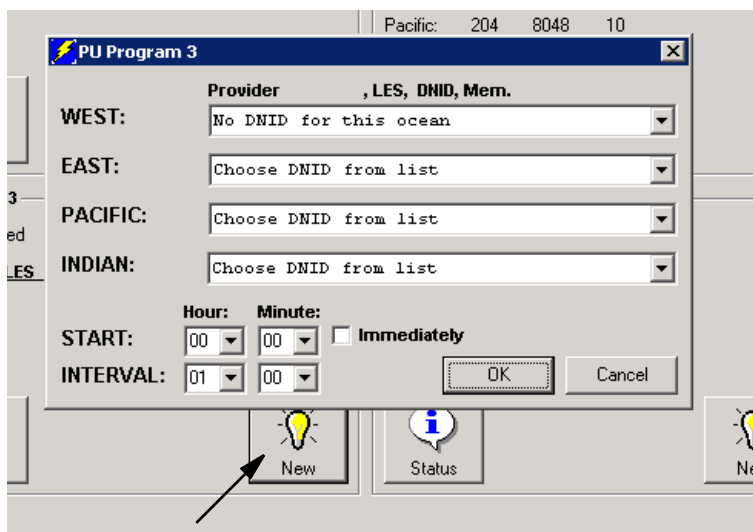 Pacific: 204 8048 10
PU Program 3
Provider , LES, DNID, Mem.
WEST: No DNID for this ocean
EAST: Choose DNID from list
3
PACIFIC: Choose DNID from list
ed
INDIAN: Choose DNID from list
LES
Hour: Minute:
START: 00 00 Immediately
INTERVAL: 01 00 OK Cancel
New Status